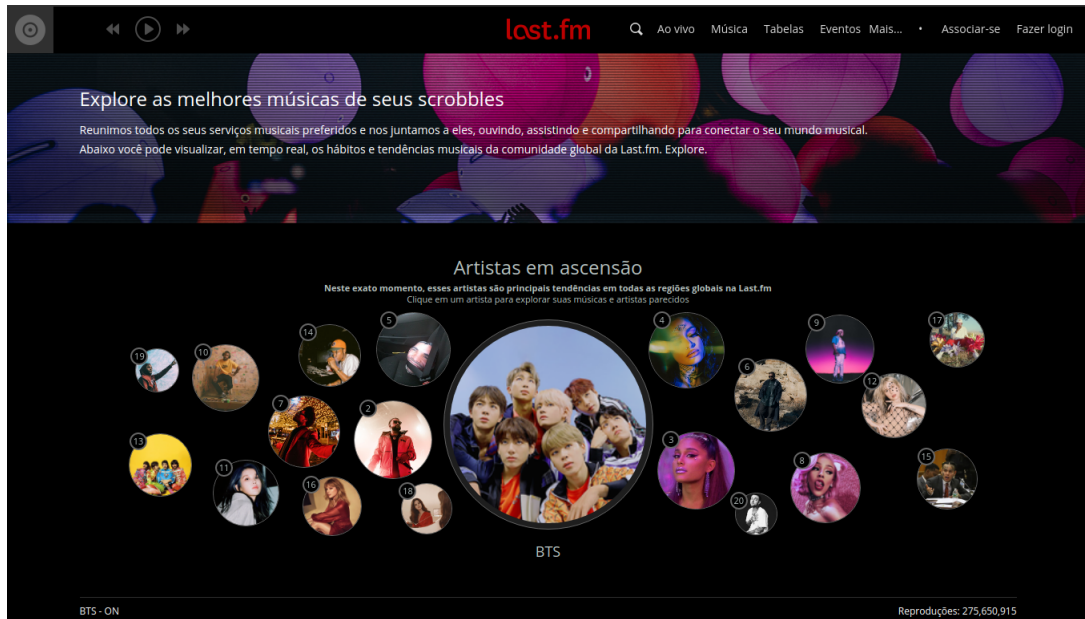 last.fm
Ao vivo Música Tabelas Eventos Mais... • Associar-se Fazer login
Explore as melhores músicas de seus scrobbles
Reunimos todos os seus serviços musicais preferidos e nos juntamos a eles, ouvindo, assistindo e compartilhando para conectar o seu mundo musical.
Abaixo você pode visualizar, em tempo real, os hábitos e tendências musicais da comunidade global da Last.fm. Explore.
Artistas em ascensão
Neste exato momento, esses artistas são principais tendências em todas as regiões globais na Last.fm
Clique em um artista para explorar suas músicas e artistas parecidos
5
4
9
17
14
19
10
6
12
7
2
13
3
11
8
15
16
18
20
BTS
BTS - ON
Reproduções: 275,650,915